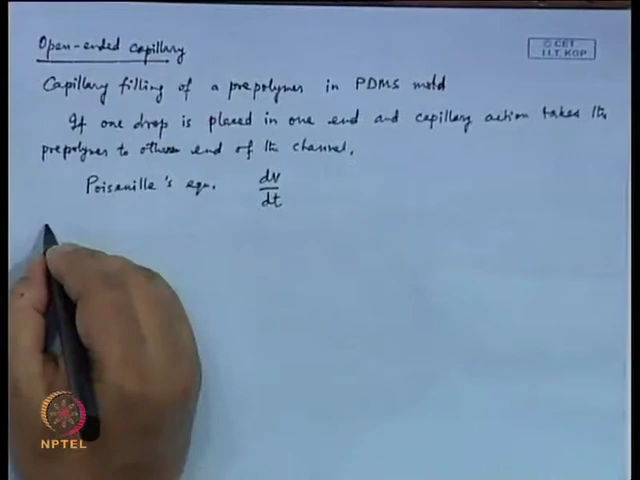 Open-ended capillary
© CET
I.I.T. KGP
Capillary filling of a prepolymer in PDMS mold
If one drop is placed in one end and capillary action takes the
prepolymer to other end of the channel.
Poiseuille's eqn. dv/dt
NPTEL